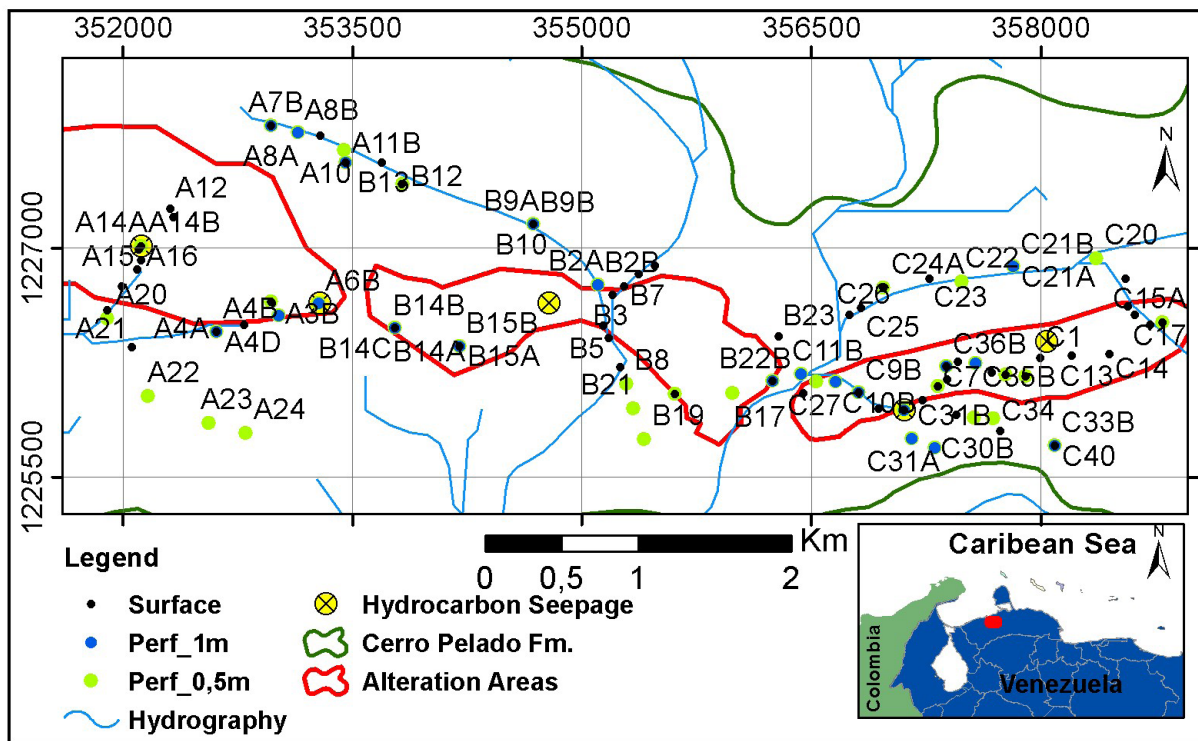 352000 353500 355000 356500 358000
1227000
1225500
A7B
A8B
A8A
A11B
A10
B13
B12
A12
A14AA14B
A15
A16
A20
A21
A22
A23
A24
A4B
A4A
A4D
A3B
A6B
B9AB9B
B10
B2AB2B
B7
B3
B5
B8
B14B
B14C
B14A
B15B
B15A
B21
B19
B17
B22B
B23
C11B
C27
C10B
C9B
C26
C25
C24A
C23
C22
C21B
C21A
C20
C15A
C17
C1
C13
C14
C36B
C7
C35B
C34
C31B
C31A
C30B
C33B
C40
N
Legend
Surface
Perf_1m
Perf_0,5m
Hydrography
Hydrocarbon Seepage
Cerro Pelado Fm.
Alteration Areas
Km
0 0,5 1 2
Caribean Sea
N
Colombia
Venezuela